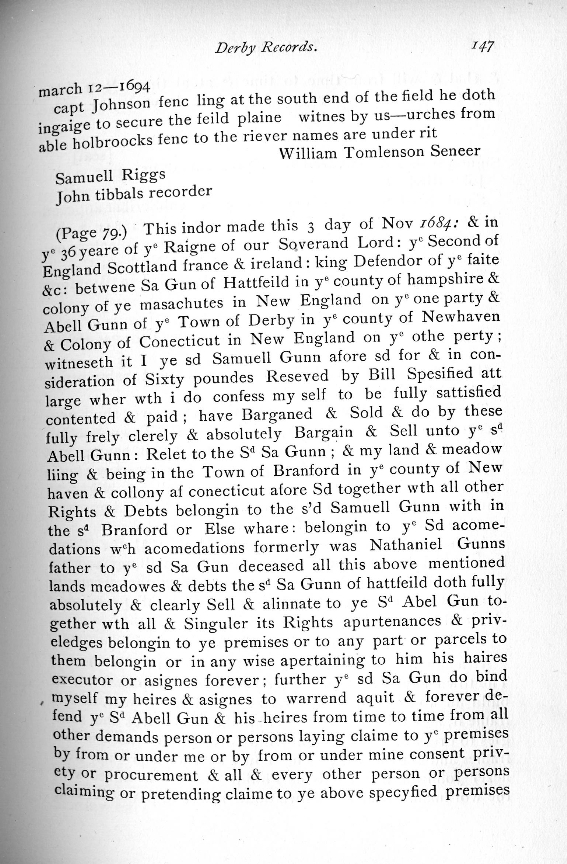 Derby Records. 147
march 12—1694
capt Johnson fenc ling at the south end of the field he doth
ingaige to secure the feild plaine witnes by us—urches from
able holbroocks fenc to the riever names are under rit
William Tomlenson Seneer
Samuell Riggs
John tibbals recorder
(Page 79.) This indor made this 3 day of Nov 1684: & in
yᵉ 36 yeare of yᵉ Raigne of our Soverand Lord: yᵉ Second of
England Scottland france & ireland: king Defendor of yᵉ faite
&c: betwene Sa Gun of Hattfeild in yᵉ county of hampshire &
colony of ye masachutes in New England on yᵉ one party &
Abell Gunn of yᵉ Town of Derby in yᵉ county of Newhaven
& Colony of Conecticut in New England on yᵉ othe perty;
witneseth it I ye sd Samuell Gunn afore sd for & in con-
sideration of Sixty poundes Reseved by Bill Spesified att
large wher wth i do confess my self to be fully sattisfied
contented & paid; have Barganed & Sold & do by these
fully frely clerely & absolutely Bargain & Sell unto yᵉ sᵈ
Abell Gunn: Relet to the Sᵈ Sa Gunn; & my land & meadow
liing & being in the Town of Branford in yᵉ county of New
haven & collony af conecticut afore Sd together wth all other
Rights & Debts belongin to the s'd Samuell Gunn with in
the sᵈ Branford or Else whare: belongin to yᵉ Sd acome-
dations wᶜh acomedations formerly was Nathaniel Gunns
father to yᵉ sd Sa Gun deceased all this above mentioned
lands meadowes & debts the sᵈ Sa Gunn of hattfeild doth fully
absolutely & clearly Sell & alinnate to ye Sᵈ Abel Gun to-
gether wth all & Singuler its Rights apurtenances & priv-
eledges belongin to ye premises or to any part or parcels to
them belongin or in any wise apertaining to him his haires
executor or asignes forever; further yᵉ sd Sa Gun do bind
myself my heires & asignes to warrend aquit & forever de-
fend yᵉ Sᵈ Abell Gun & his heires from time to time from all
other demands person or persons laying claime to yᵉ premises
by from or under me or by from or under mine consent priv-
ety or procurement & all & every other person or persons
claiming or pretending claime to ye above specyfied premises